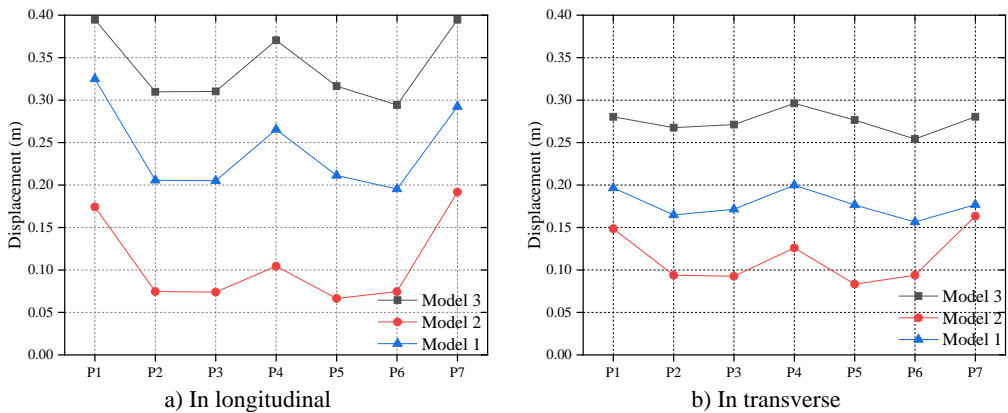 0.40
0.35
0.30
0.25
0.20
0.15
0.10
0.05
0.00
Displacement (m)
P1 P2 P3 P4 P5 P6 P7
Model 3
Model 2
Model 1
a) In longitudinal
0.40
0.35
0.30
0.25
0.20
0.15
0.10
0.05
0.00
Displacement (m)
P1 P2 P3 P4 P5 P6 P7
Model 3
Model 2
Model 1
b) In transverse